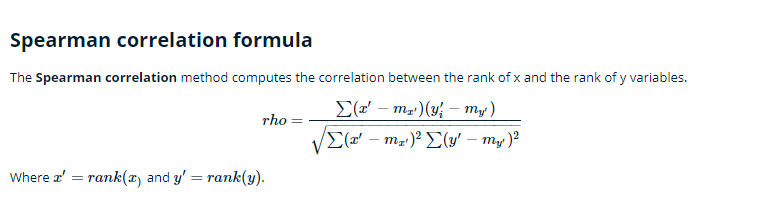 Spearman correlation formula
The Spearman correlation method computes the correlation between the rank of x and the rank of y variables.
rho = \frac{\sum(x' - m_{x'})(y'_i - m_{y'})}{\sqrt{\sum(x' - m_{x'})^2 \sum(y' - m_{y'})^2}}
Where x' = rank(x) and y' = rank(y).